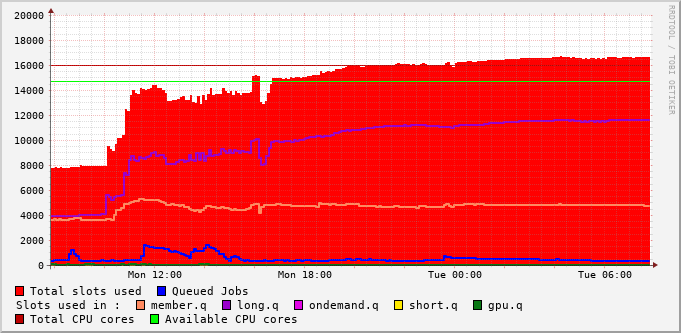 20000
18000
16000
14000
12000
10000
8000
6000
4000
2000
0
Mon 12:00 Mon 18:00 Tue 00:00 Tue 06:00
RRDTOOL / TOBI OETIKER
Total slots used Queued Jobs
Slots used in : member.q long.q ondemand.q short.q gpu.q
Total CPU cores Available CPU cores